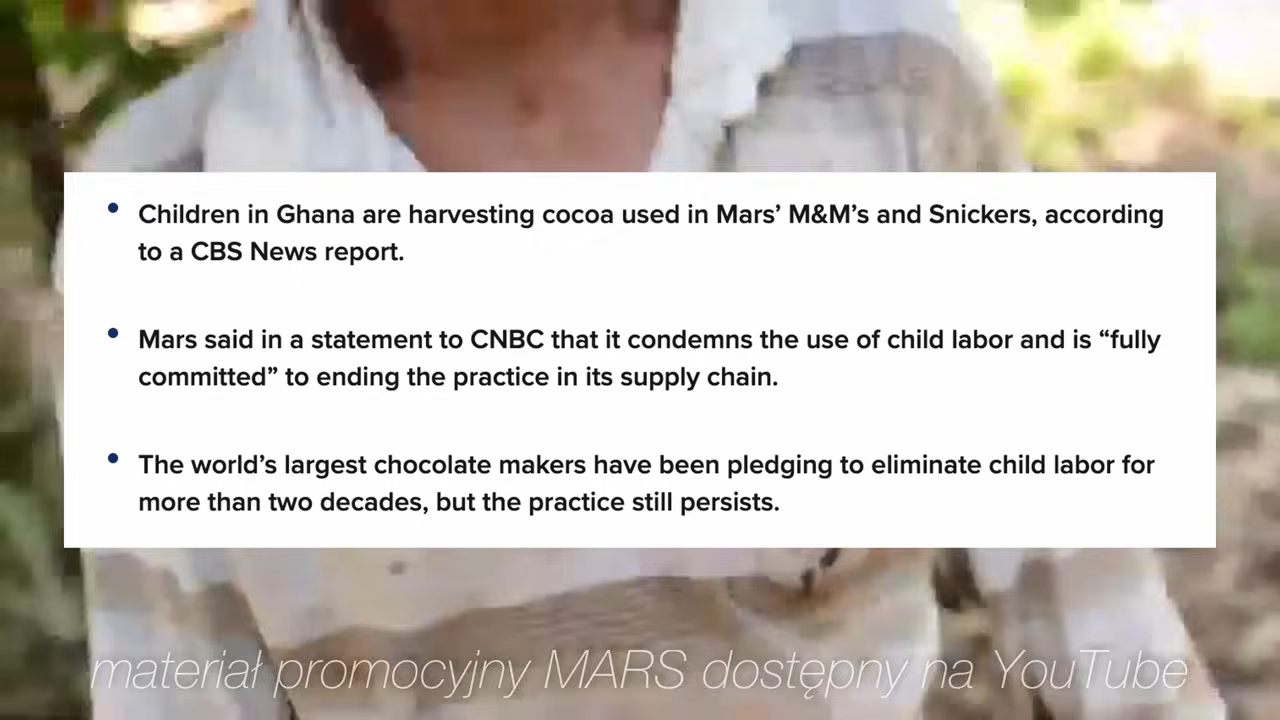 Children in Ghana are harvesting cocoa used in Mars’ M&M’s and Snickers, according
to a CBS News report.
Mars said in a statement to CNBC that it condemns the use of child labor and is “fully
committed” to ending the practice in its supply chain.
The world’s largest chocolate makers have been pledging to eliminate child labor for
more than two decades, but the practice still persists.
materiał promocyjny MARS dostępny na YouTube